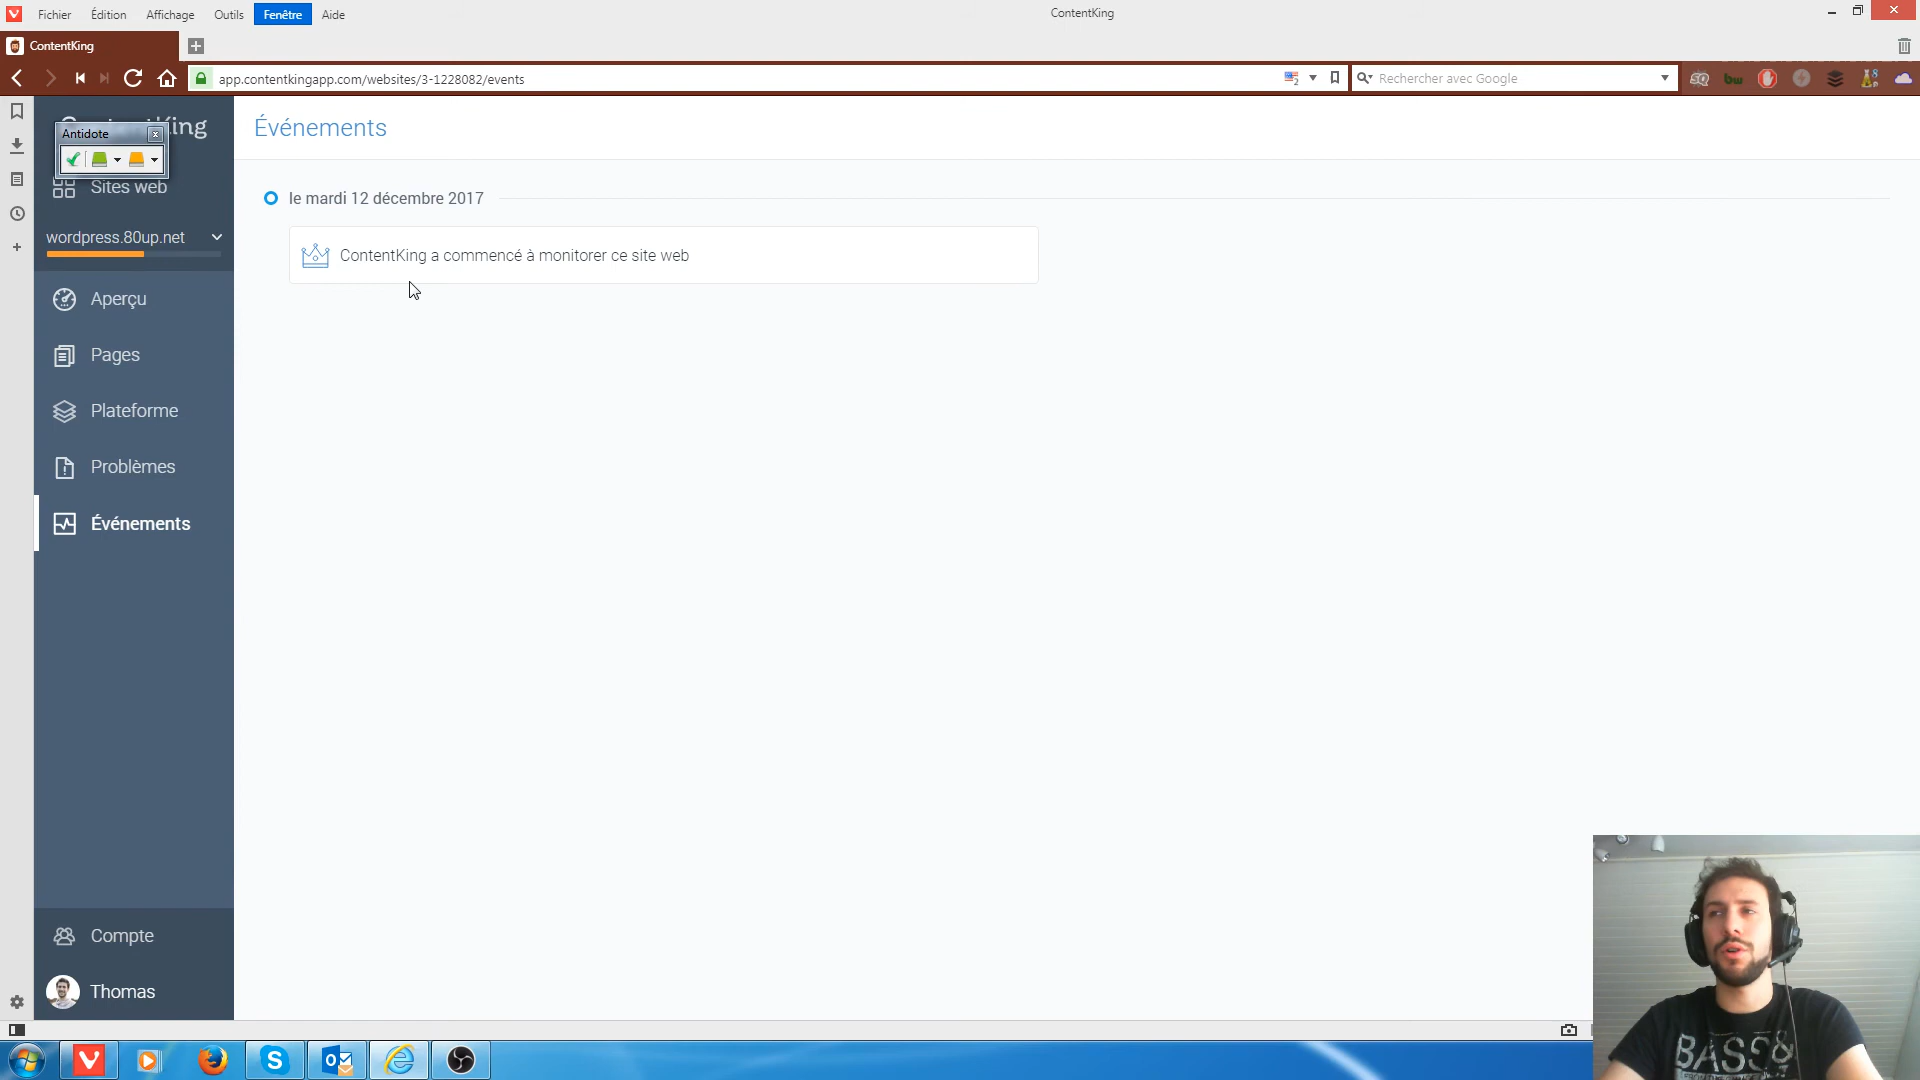 Fichier Édition Affichage Outils Fenêtre Aide
ContentKing
ContentKing
app.contentkingapp.com/websites/3-1228082/events
Rechercher avec Google
Antidote
Sites web
wordpress.80up.net
Aperçu
Pages
Plateforme
Problèmes
Événements
Compte
Thomas
Événements
le mardi 12 décembre 2017
ContentKing a commencé à monitorer ce site web
BASS&